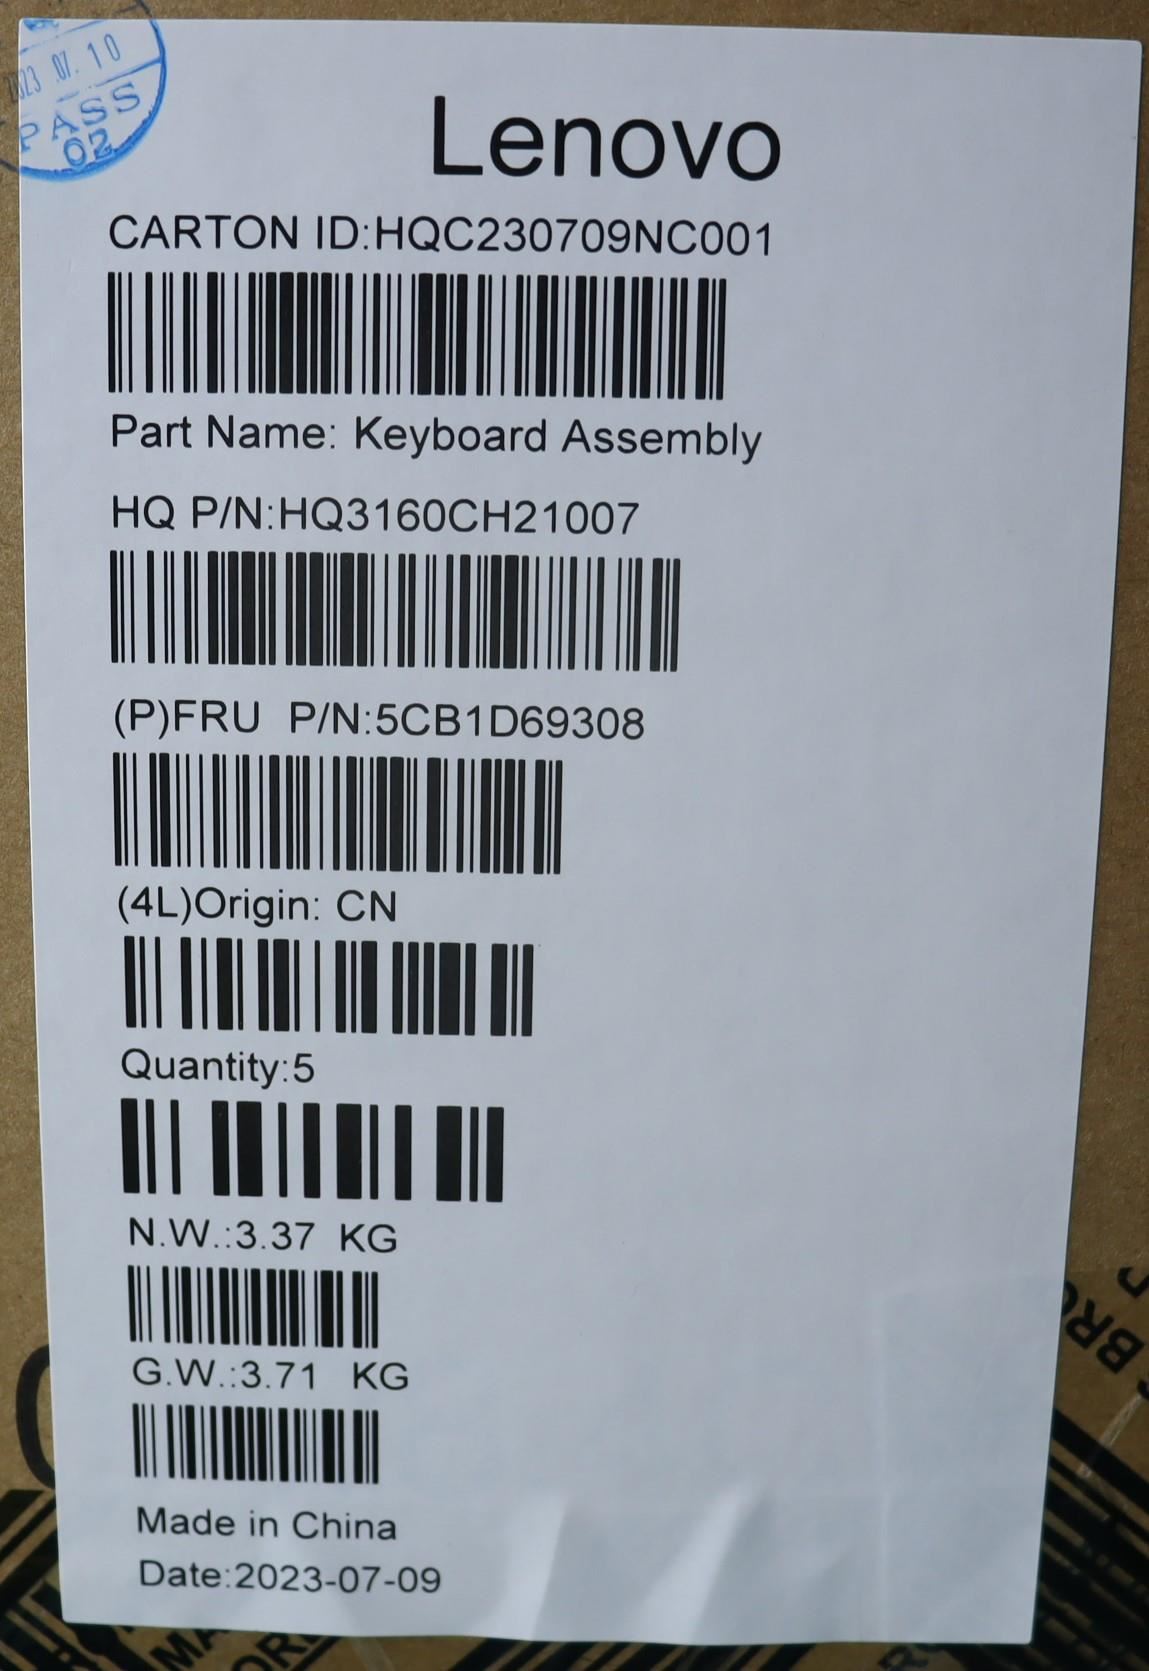 2023 .07. 10
PASS
02
Lenovo
CARTON ID:HQC230709NC001
Part Name: Keyboard Assembly
HQ P/N:HQ3160CH21007
(P)FRU P/N:5CB1D69308
(4L)Origin: CN
Quantity:5
N.W.:3.37 KG
G.W.:3.71 KG
Made in China
Date:2023-07-09